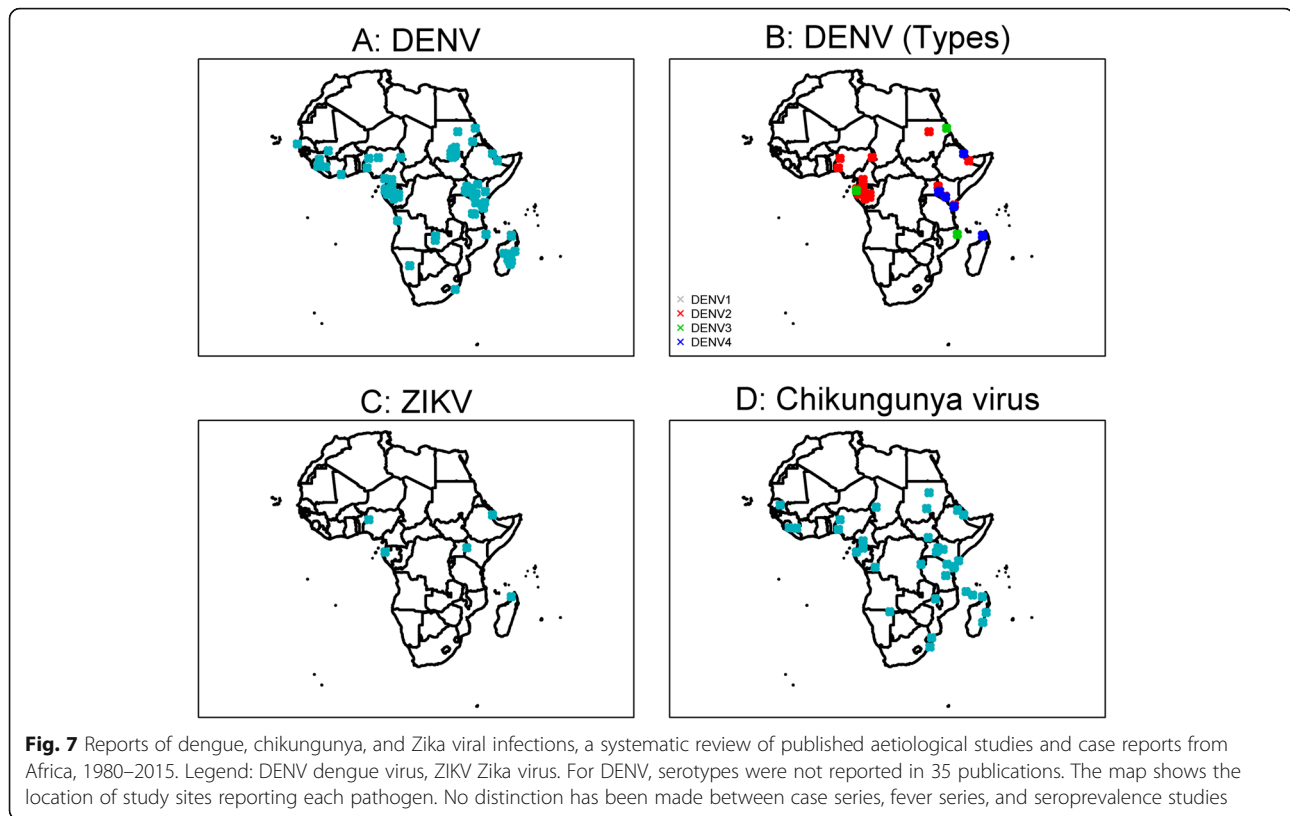 A: DENV
B: DENV (Types)
DENV1
DENV2
DENV3
DENV4
C: ZIKV
D: Chikungunya virus
Fig. 7 Reports of dengue, chikungunya, and Zika viral infections, a systematic review of published aetiological studies and case reports from
Africa, 1980–2015. Legend: DENV dengue virus, ZIKV Zika virus. For DENV, serotypes were not reported in 35 publications. The map shows the
location of study sites reporting each pathogen. No distinction has been made between case series, fever series, and seroprevalence studies